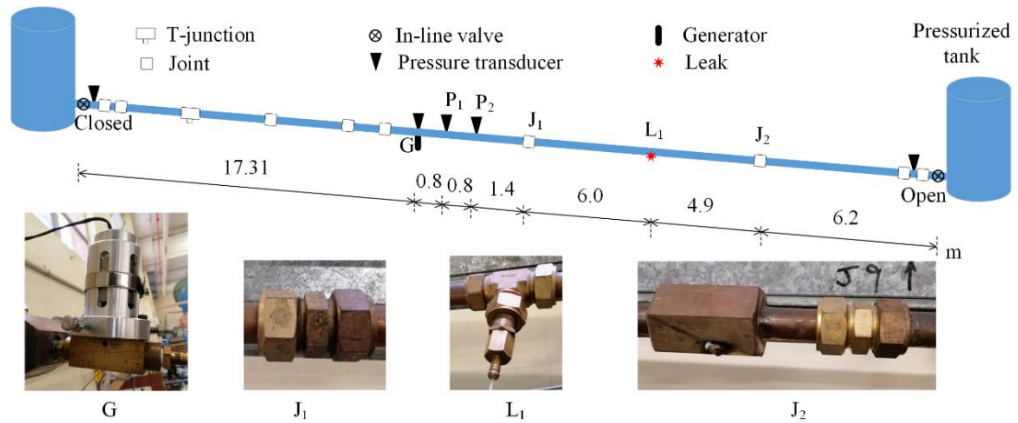 T-junction
In-line valve
Generator
Pressurized
tank
Joint
Pressure transducer
Leak
P1
P2
Closed
G
J1
L1
J2
Open
17.31
0.8
0.8
1.4
6.0
4.9
6.2
m
J9↑
G
J1
L1
J2